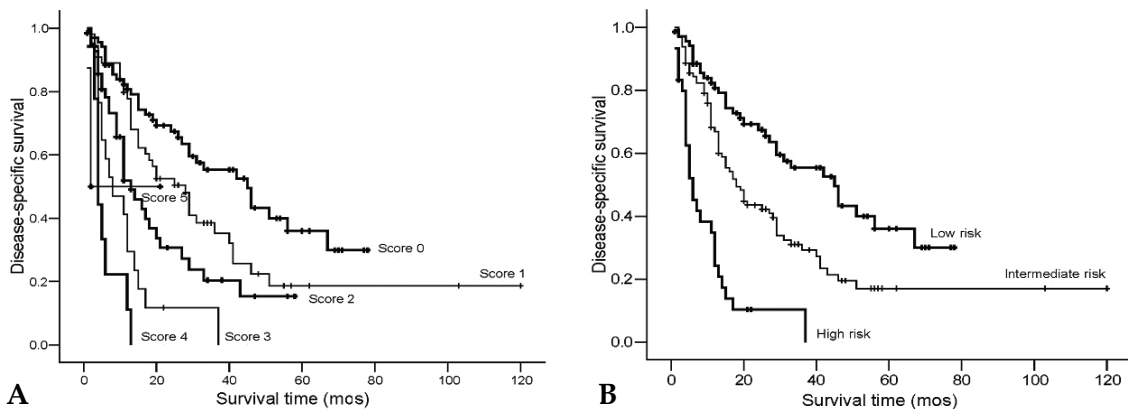 Disease-specific survival
1.0
0.8
0.6
0.4
0.2
0.0
Score 5
Score 0
Score 1
Score 2
Score 4
Score 3
0 20 40 60 80 100 120
Survival time (mos)
A
Disease-specific survival
1.0
0.8
0.6
0.4
0.2
0.0
Low risk
Intermediate risk
High risk
0 20 40 60 80 100 120
Survival time (mos)
B